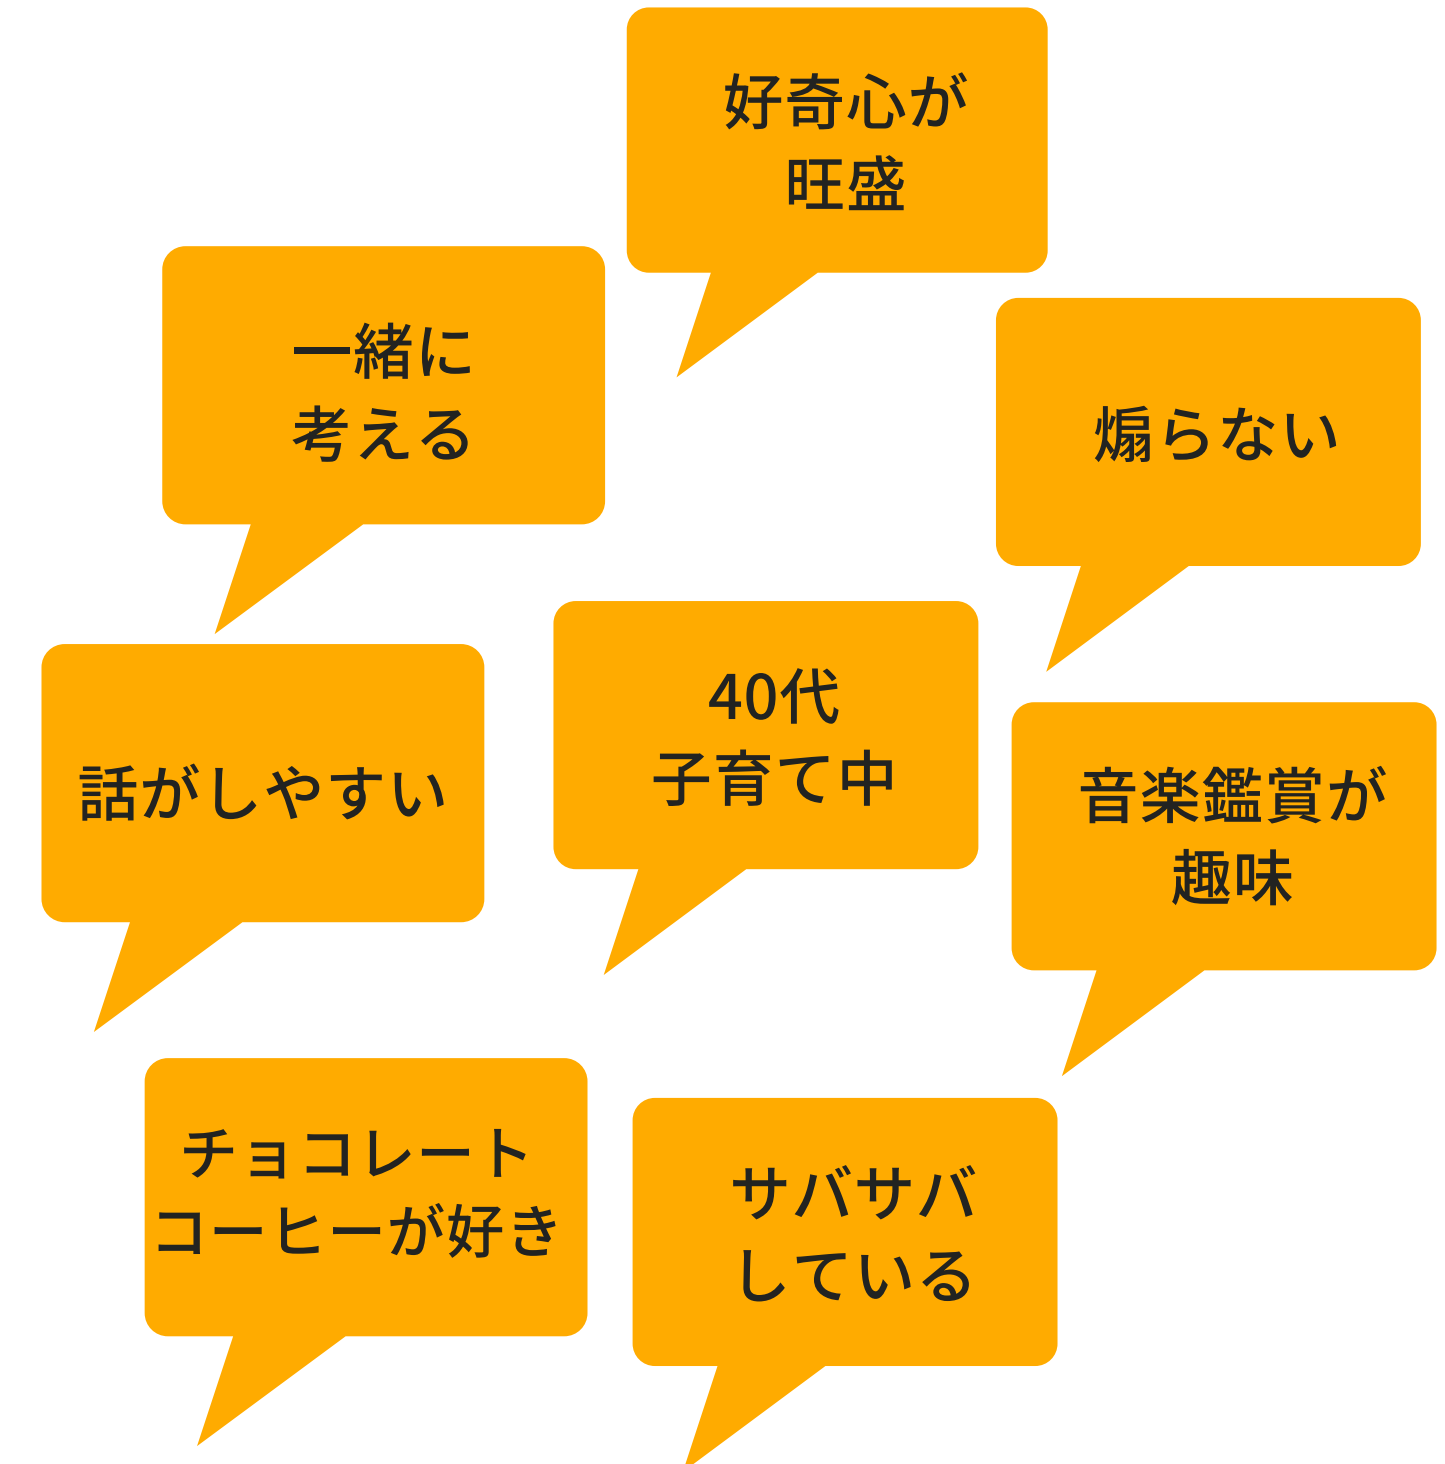 好奇心が
旺盛
一緒に
考える
煽らない
40代
子育て中
話がしやすい
音楽鑑賞が
趣味
チョコレート
コーヒーが好き
サバサバ
している